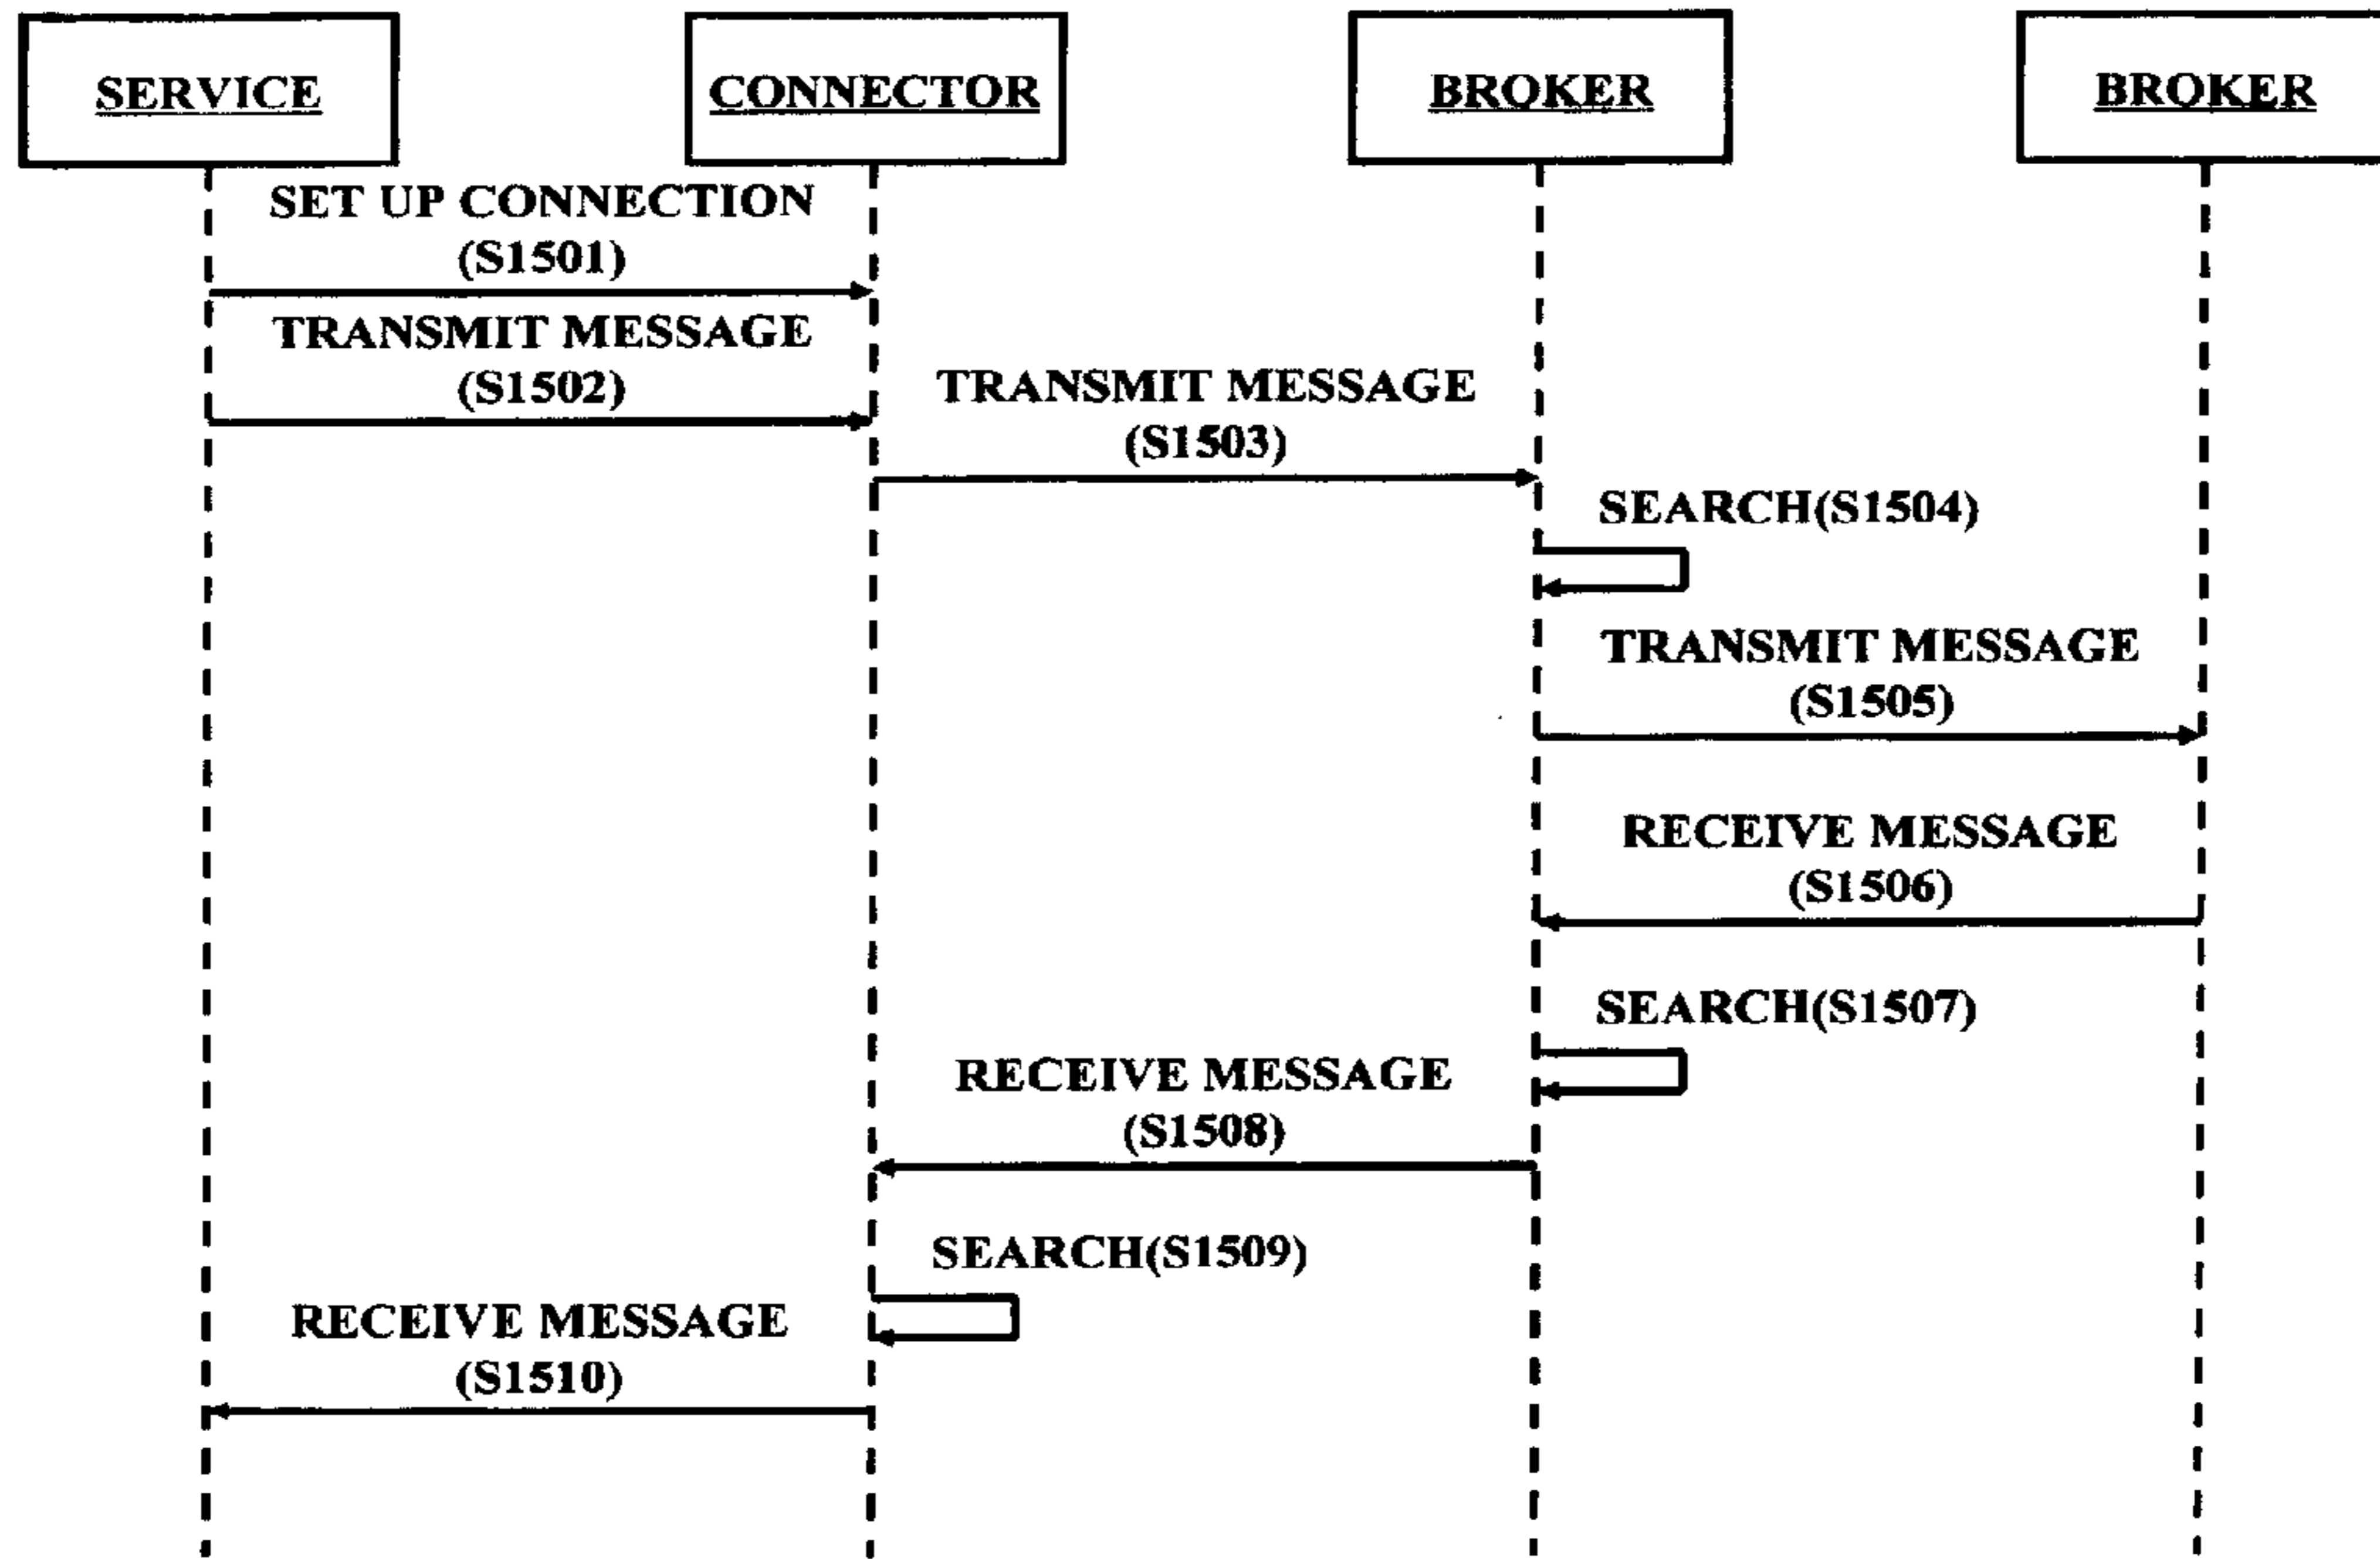 SERVICE
CONNECTOR
BROKER
BROKER
SET UP CONNECTION
(S1501)
TRANSMIT MESSAGE
(S1502)
TRANSMIT MESSAGE
(S1503)
SEARCH(S1504)
TRANSMIT MESSAGE
(S1505)
RECEIVE MESSAGE
(S1506)
SEARCH(S1507)
RECEIVE MESSAGE
(S1508)
SEARCH(S1509)
RECEIVE MESSAGE
(S1510)